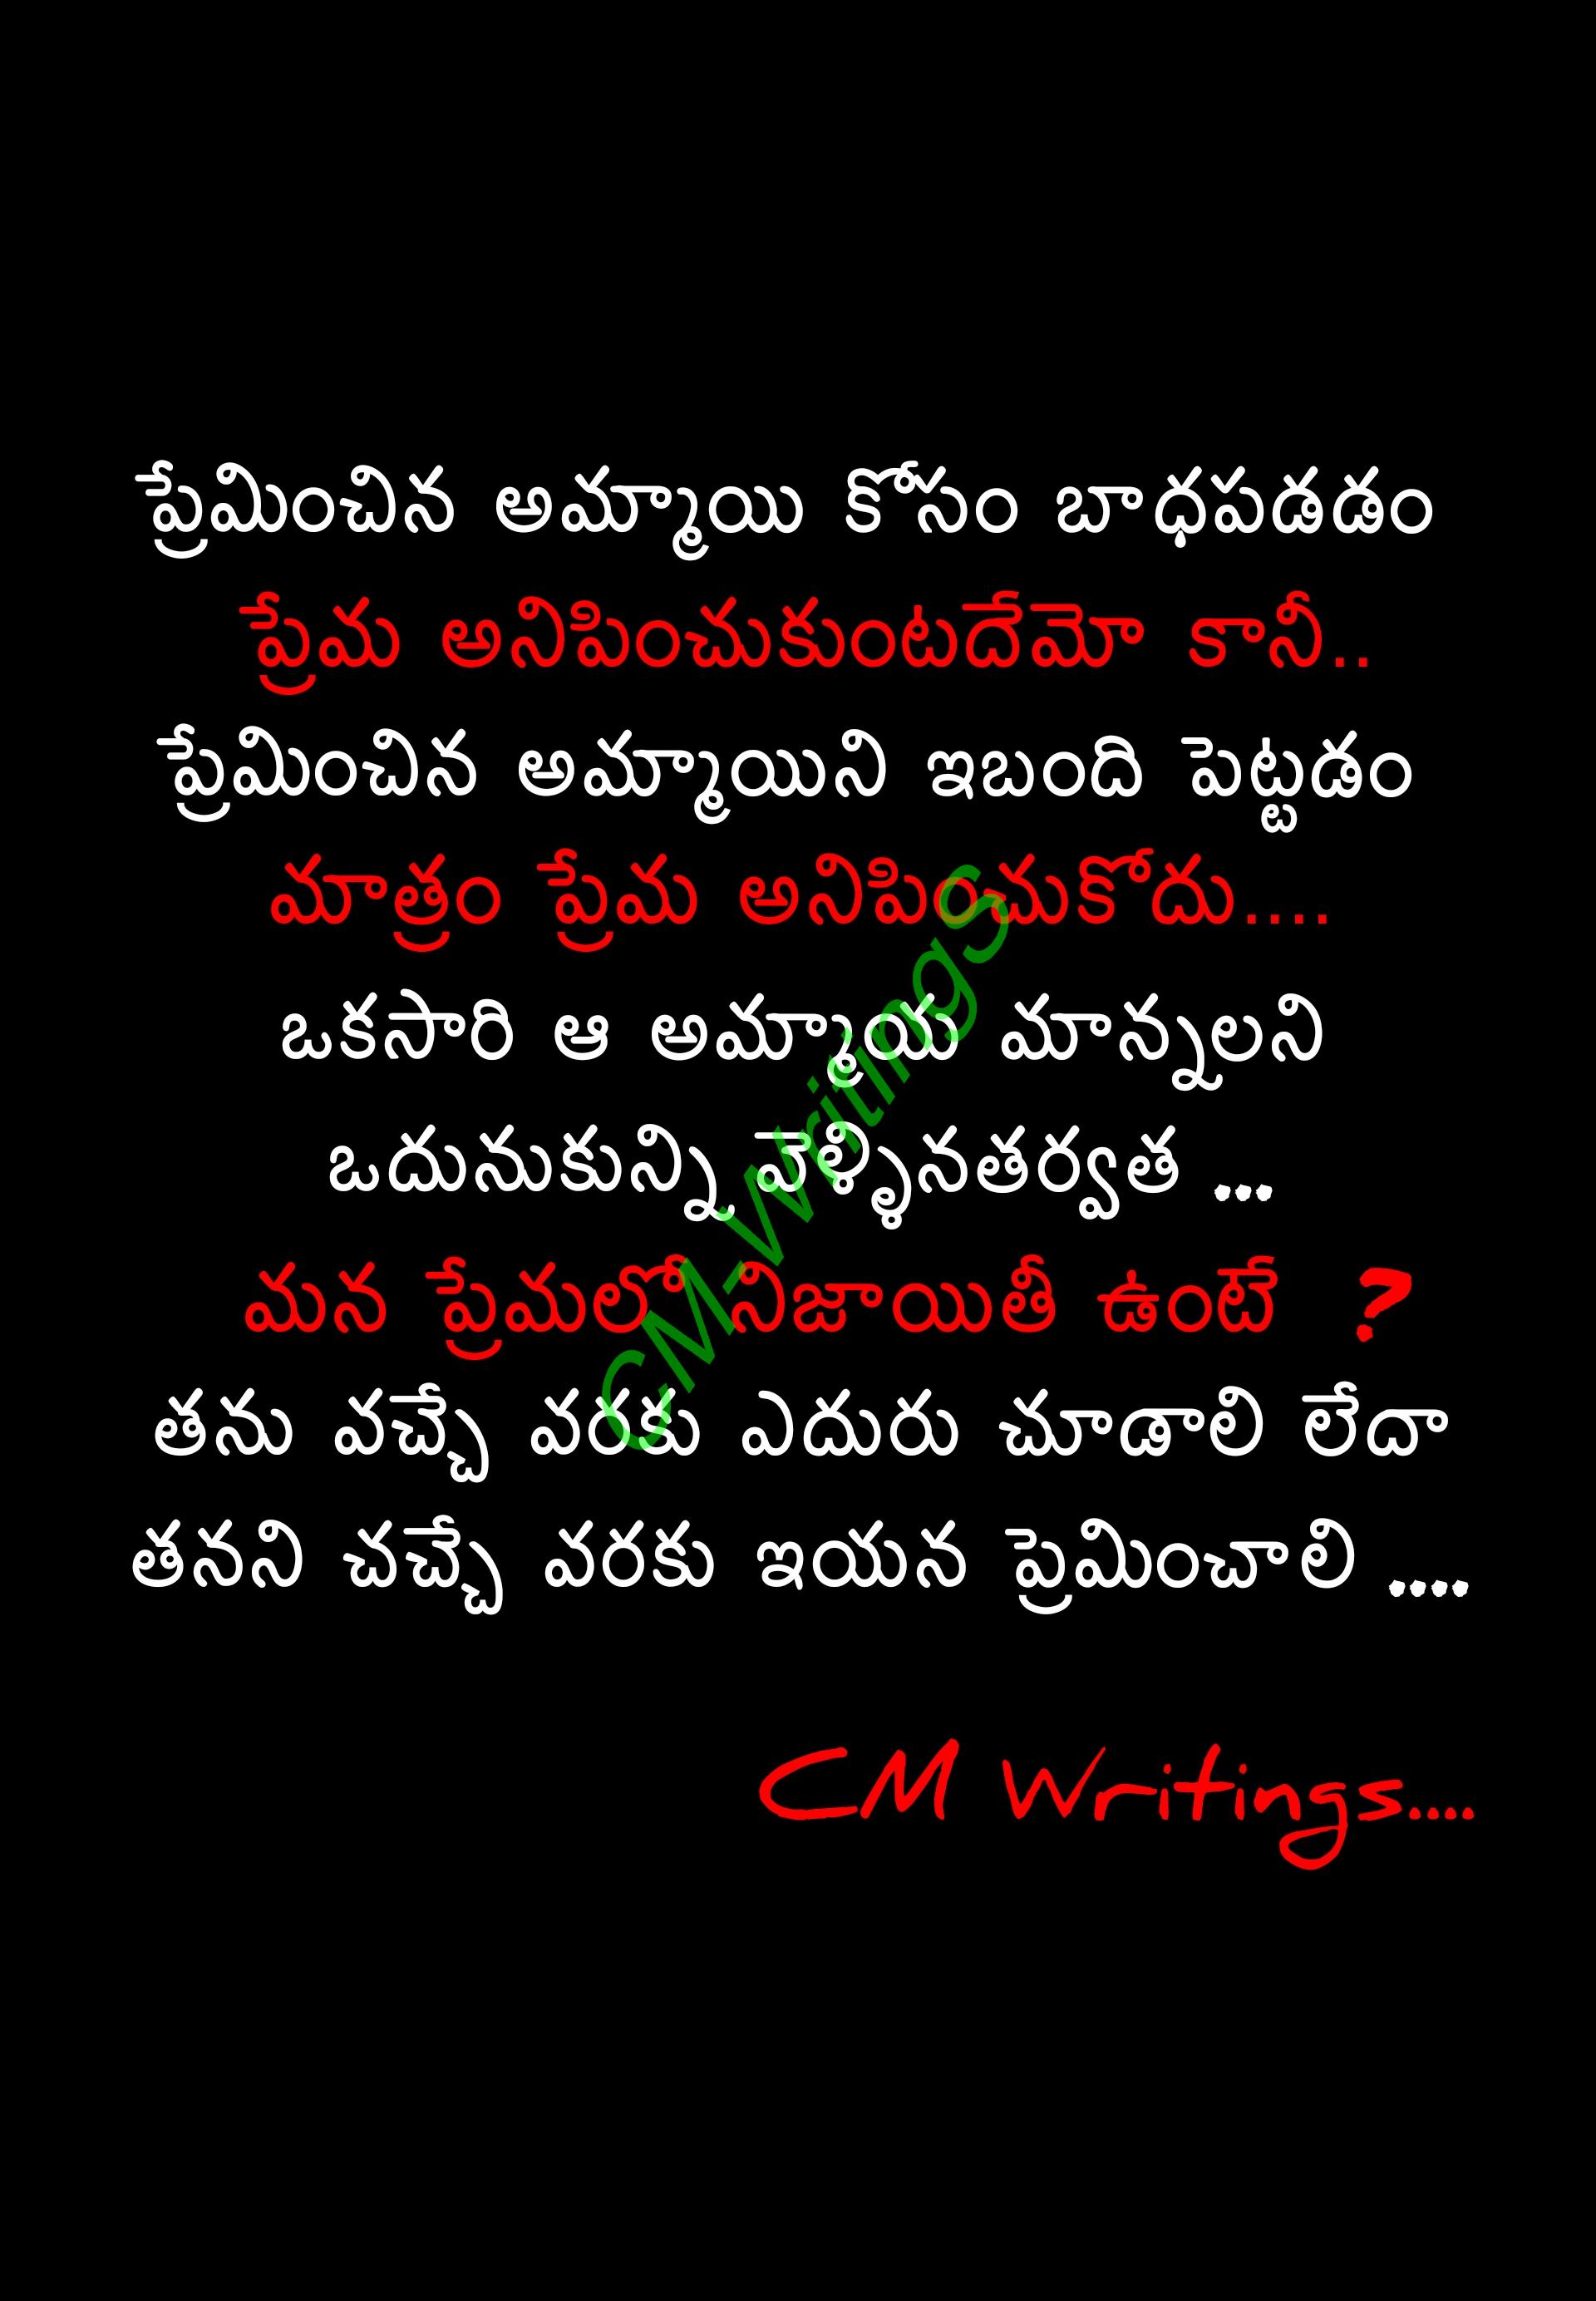 ప్రేమించిన అమ్మాయి కోసం బాధపడడం
ప్రేమ అనిపించుకుంటదేమో కానీ..
ప్రేమించిన అమ్మాయిని ఇబంది పెట్టడం
మాత్రం ప్రేమ అనిపించుకోదు....
ఒకసారి ఆ అమ్మాయ మాన్నలని
ఒదునుకున్ని వెళ్ళినతర్వత ...
మన ప్రేమలో నిజాయితీ ఉంటే ?
తను వచ్చే వరకు ఎదురు చూడాలి లేదా
తనని చచ్చే వరకు ఇయన ప్రెమించాలి ....
CM Writings....
CM-Writings